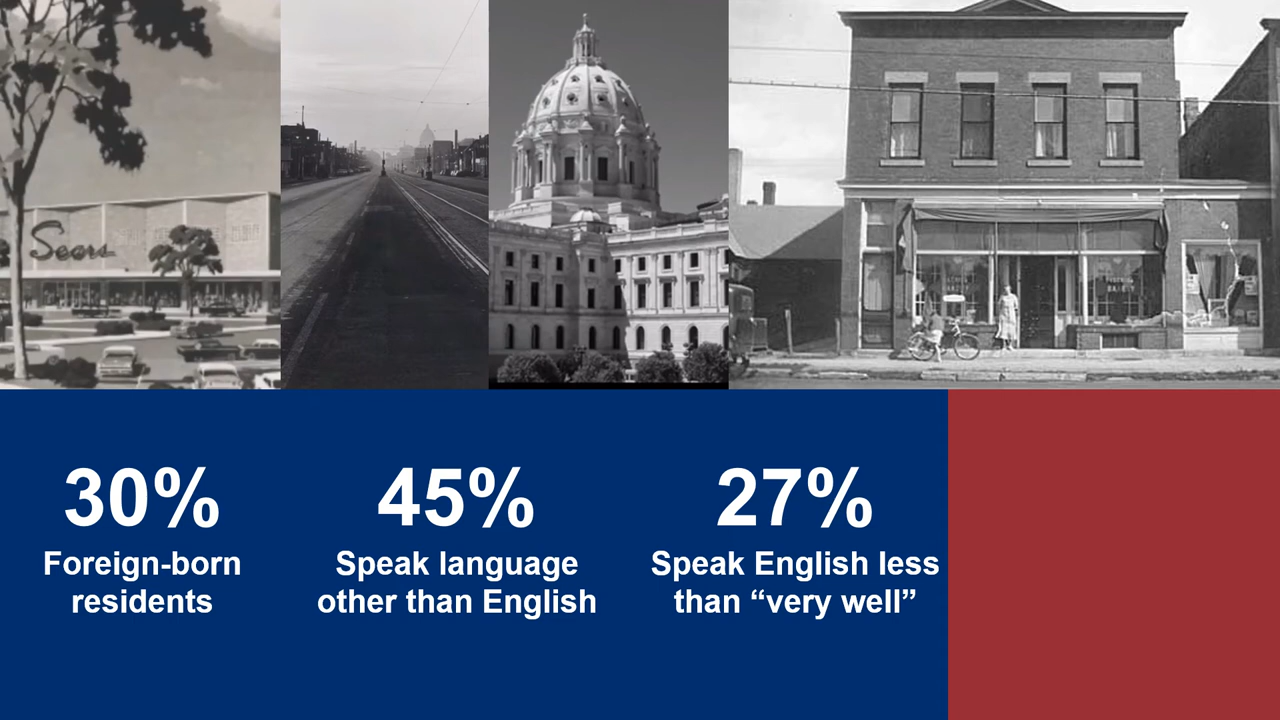 Sears
30%
Foreign-born
residents
45%
Speak language
other than English
27%
Speak English less
than “very well”